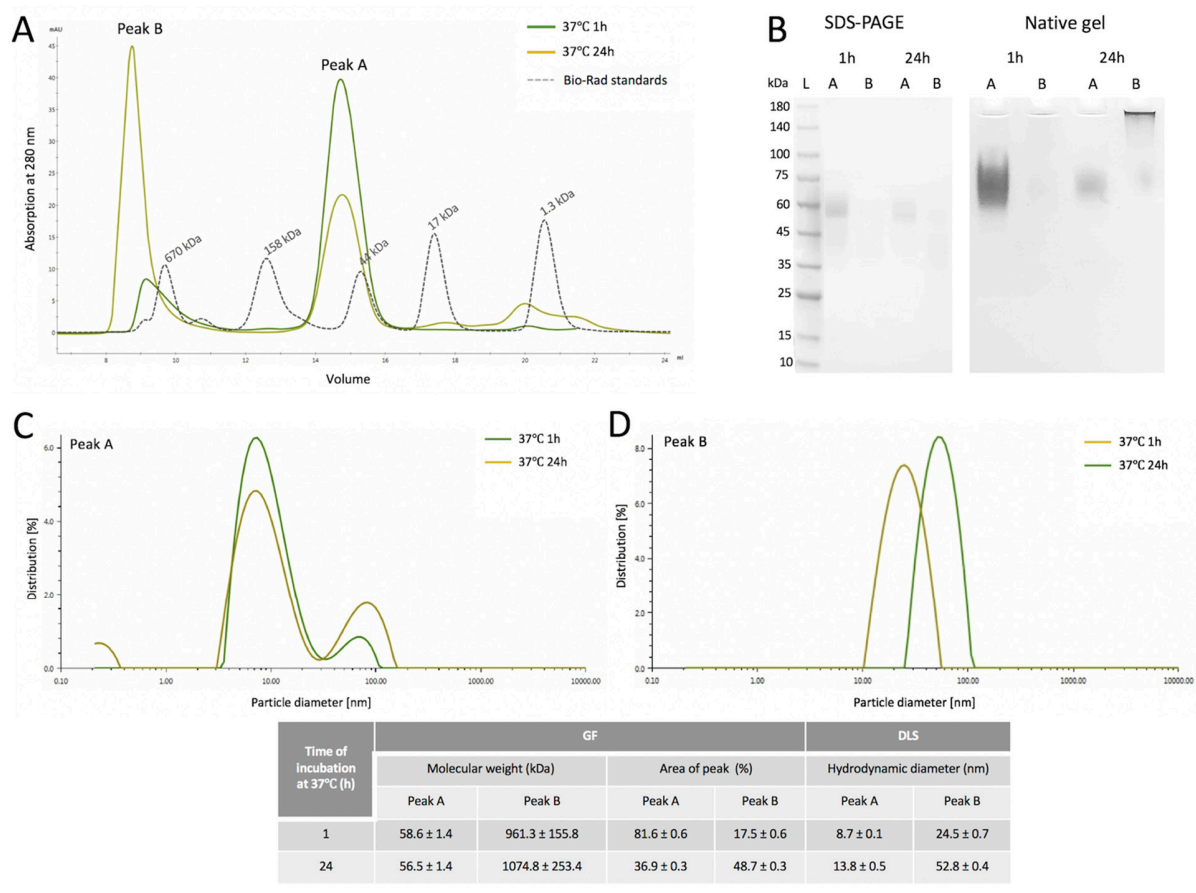 A
mAU
Peak B
Peak A
37℃ 1h
37℃ 24h
Bio-Rad standards
670 kDa
158 kDa
44 kDa
17 kDa
1.3 kDa
Absorption at 280 nm
45
40
35
30
25
20
15
10
5
0
8 10 12 14 16 18 20 22 24 ml
Volume
B
SDS-PAGE Native gel
1h 24h 1h 24h
kDa L A B A B A B A B
180
140
100
75
60
45
35
25
15
10
C
Peak A
37℃ 1h
37℃ 24h
Distribution [%]
6.0
4.0
2.0
0.0
0.10 1.00 10.00 100.00 1000.00 10000.00
Particle diameter [nm]
D
Peak B
37℃ 1h
37℃ 24h
Distribution [%]
8.0
6.0
4.0
2.0
0.0
0.10 1.00 10.00 100.00 1000.00 10000.00
Particle diameter [nm]
Time of
incubation
at 37℃ (h)
GF DLS
Molecular weight (kDa) Area of peak (%) Hydrodynamic diameter (nm)
Peak A Peak B Peak A Peak B Peak A Peak B
1 58.6 ± 1.4 961.3 ± 155.8 81.6 ± 0.6 17.5 ± 0.6 8.7 ± 0.1 24.5 ± 0.7
24 56.5 ± 1.4 1074.8 ± 253.4 36.9 ± 0.3 48.7 ± 0.3 13.8 ± 0.5 52.8 ± 0.4